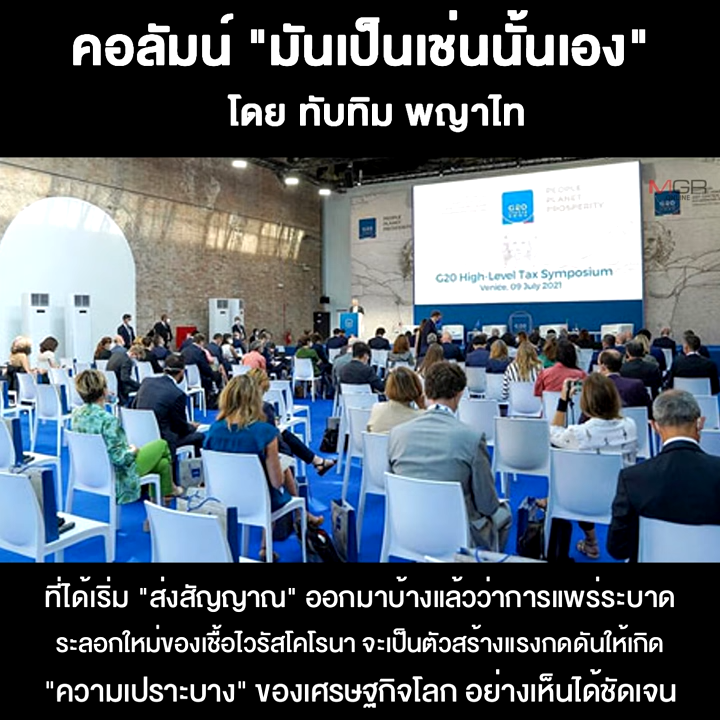 คอลัมน์ "มันเป็นเช่นนั้นเอง"
โดย ทับทิม พญาไท
MGR
G20
PEOPLE
PLANET
PROSPERITY
G20
PEOPLE
PLANET
G20 High-Level Tax Symposium
Venice, 09 July 2021
ที่ได้เริ่ม "ส่งสัญญาณ" ออกมาบ้างแล้วว่าการแพร่ระบาด
ระลอกใหม่ของเชื้อไวรัสโคโรนา จะเป็นตัวสร้างแรงกดดันให้เกิด
"ความเปราะบาง" ของเศรษฐกิจโลก อย่างเห็นได้ชัดเจน